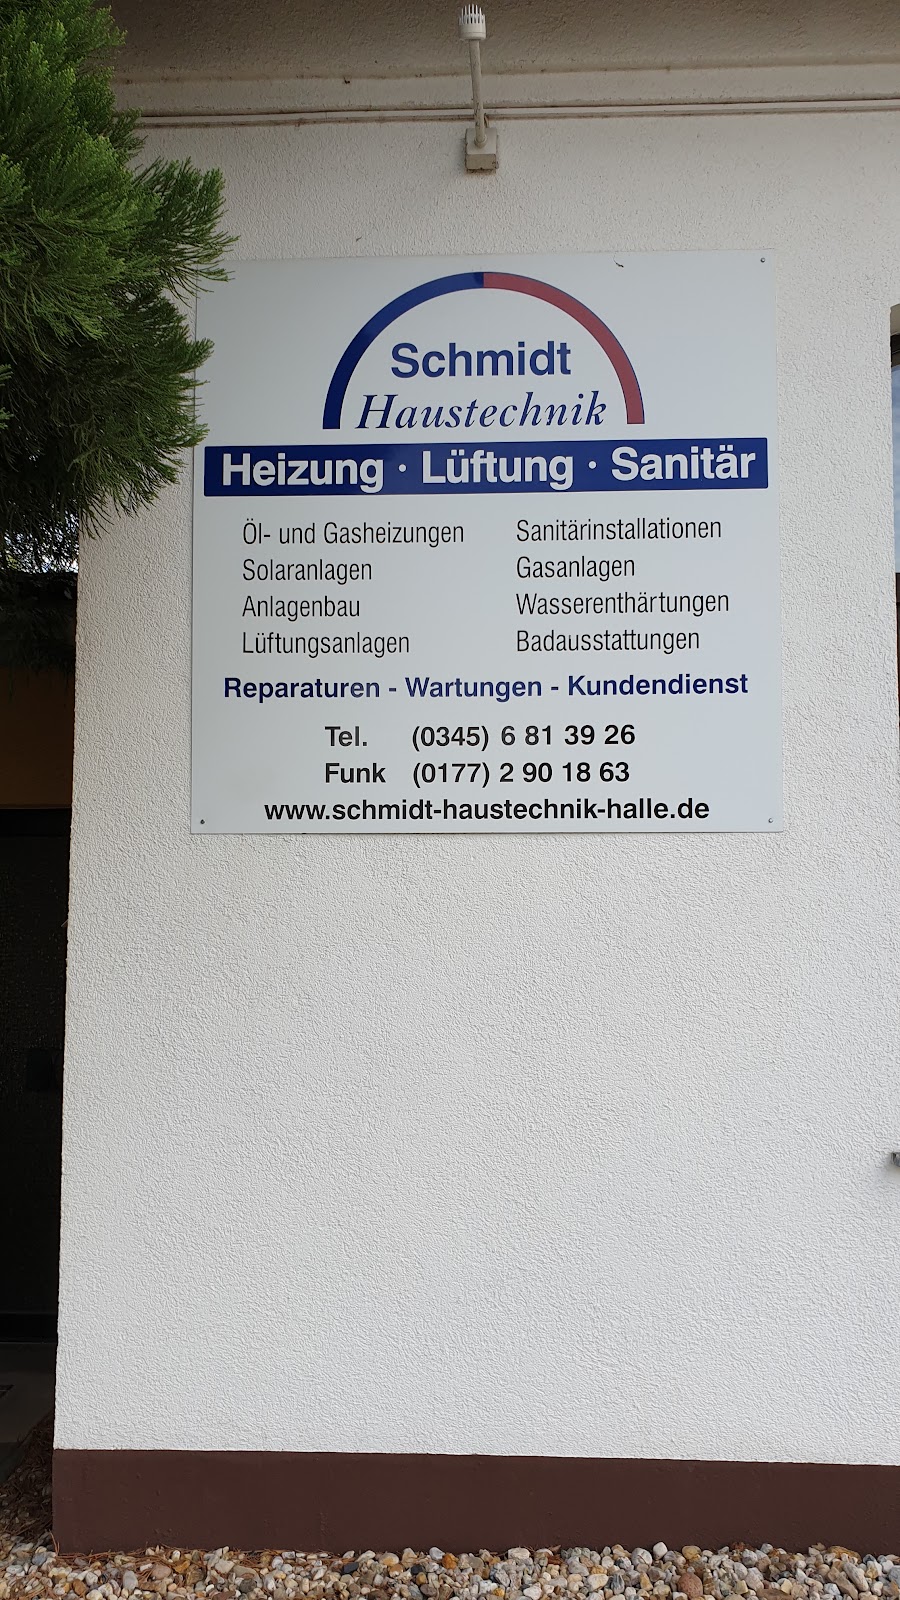 Schmidt
Haustechnik
Heizung · Lüftung · Sanitär
Öl- und Gasheizungen
Solaranlagen
Anlagenbau
Lüftungsanlagen
Sanitärinstallationen
Gasanlagen
Wasserenthärtungen
Badausstattungen
Reparaturen - Wartungen - Kundendienst
Tel. (0345) 6 81 39 26
Funk (0177) 2 90 18 63
www.schmidt-haustechnik-halle.de